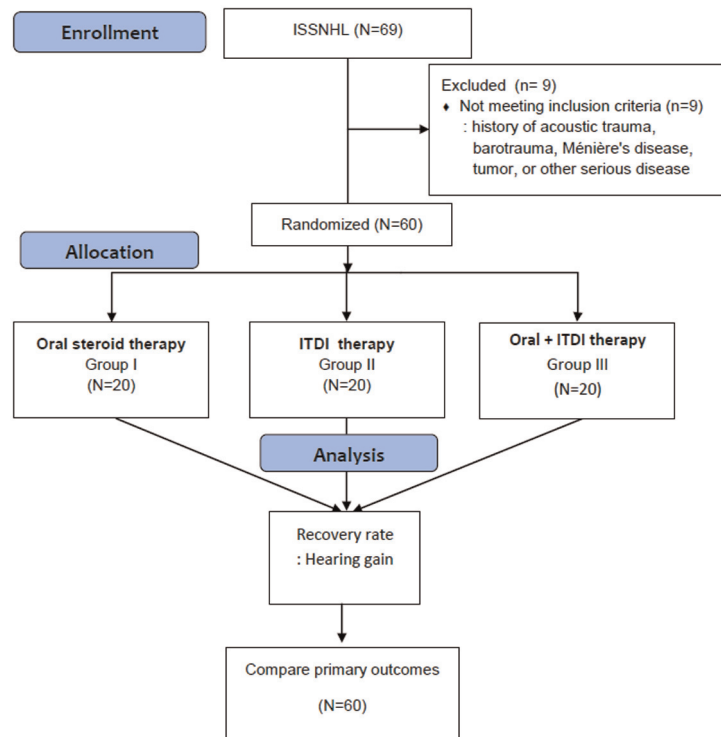 Enrollment
ISSNHL (N=69)
Excluded (n= 9)
♦ Not meeting inclusion criteria (n=9)
: history of acoustic trauma,
barotrauma, Ménière's disease,
tumor, or other serious disease
Randomized (N=60)
Allocation
Oral steroid therapy
Group I
(N=20)
ITDI therapy
Group II
(N=20)
Oral + ITDI therapy
Group III
(N=20)
Analysis
Recovery rate
: Hearing gain
Compare primary outcomes
(N=60)